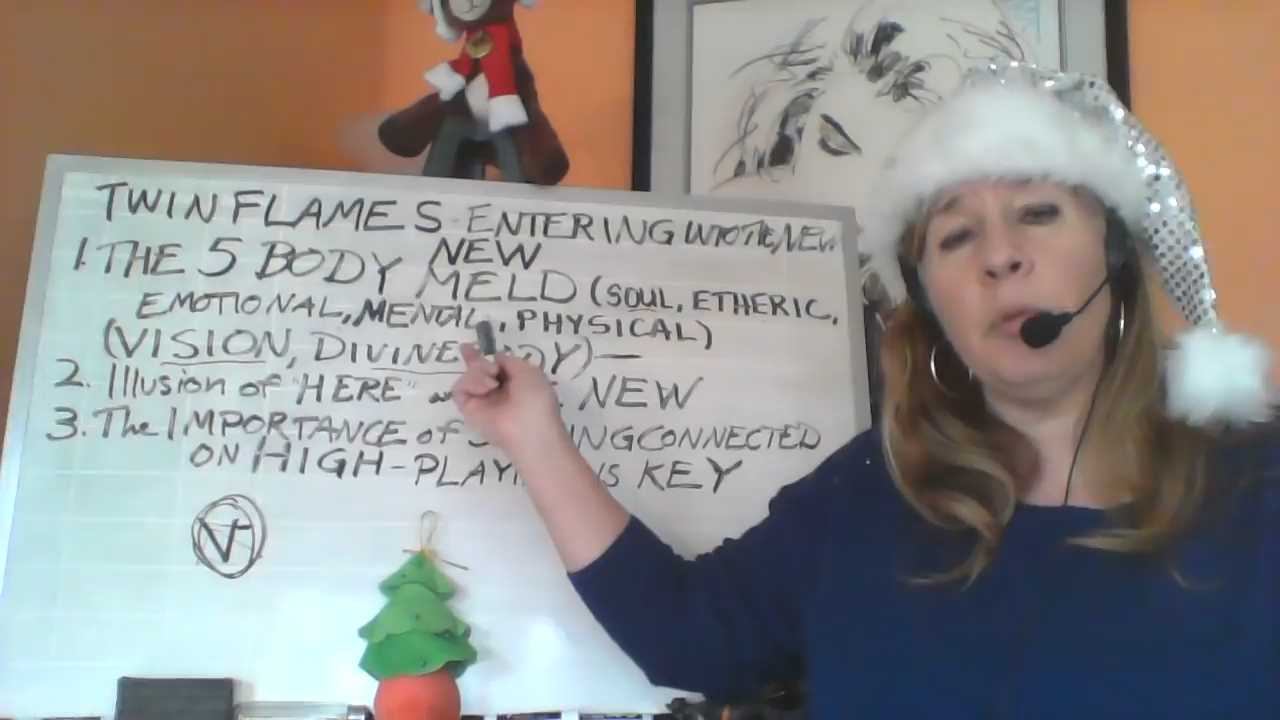 TWIN FLAMES - ENTERING INTO THE NEW
NEW
1. THE 5 BODY MELD (SOUL, ETHERIC,
EMOTIONAL, MENTAL, PHYSICAL)
(VISION, DIVINE
2. Illusion of "HERE" NEW
3. The IMPORTANCE of CONNECTED
ON HIGH-PLAY IS KEY